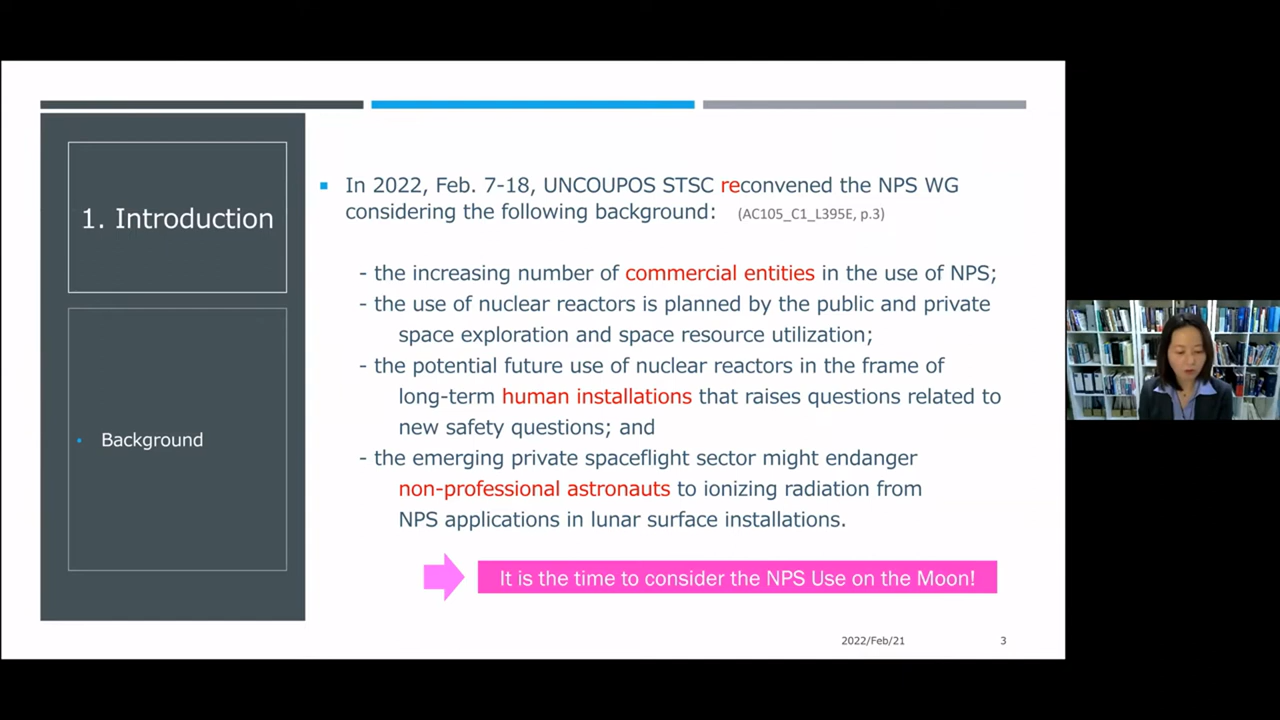 1. Introduction
Background
In 2022, Feb. 7-18, UNCOUPOS STSC reconvened the NPS WG
considering the following background: (AC105_C1_L395E, p.3)
- the increasing number of commercial entities in the use of NPS;
- the use of nuclear reactors is planned by the public and private
space exploration and space resource utilization;
- the potential future use of nuclear reactors in the frame of
long-term human installations that raises questions related to
new safety questions; and
- the emerging private spaceflight sector might endanger
non-professional astronauts to ionizing radiation from
NPS applications in lunar surface installations.
It is the time to consider the NPS Use on the Moon!
2022/Feb/21 3